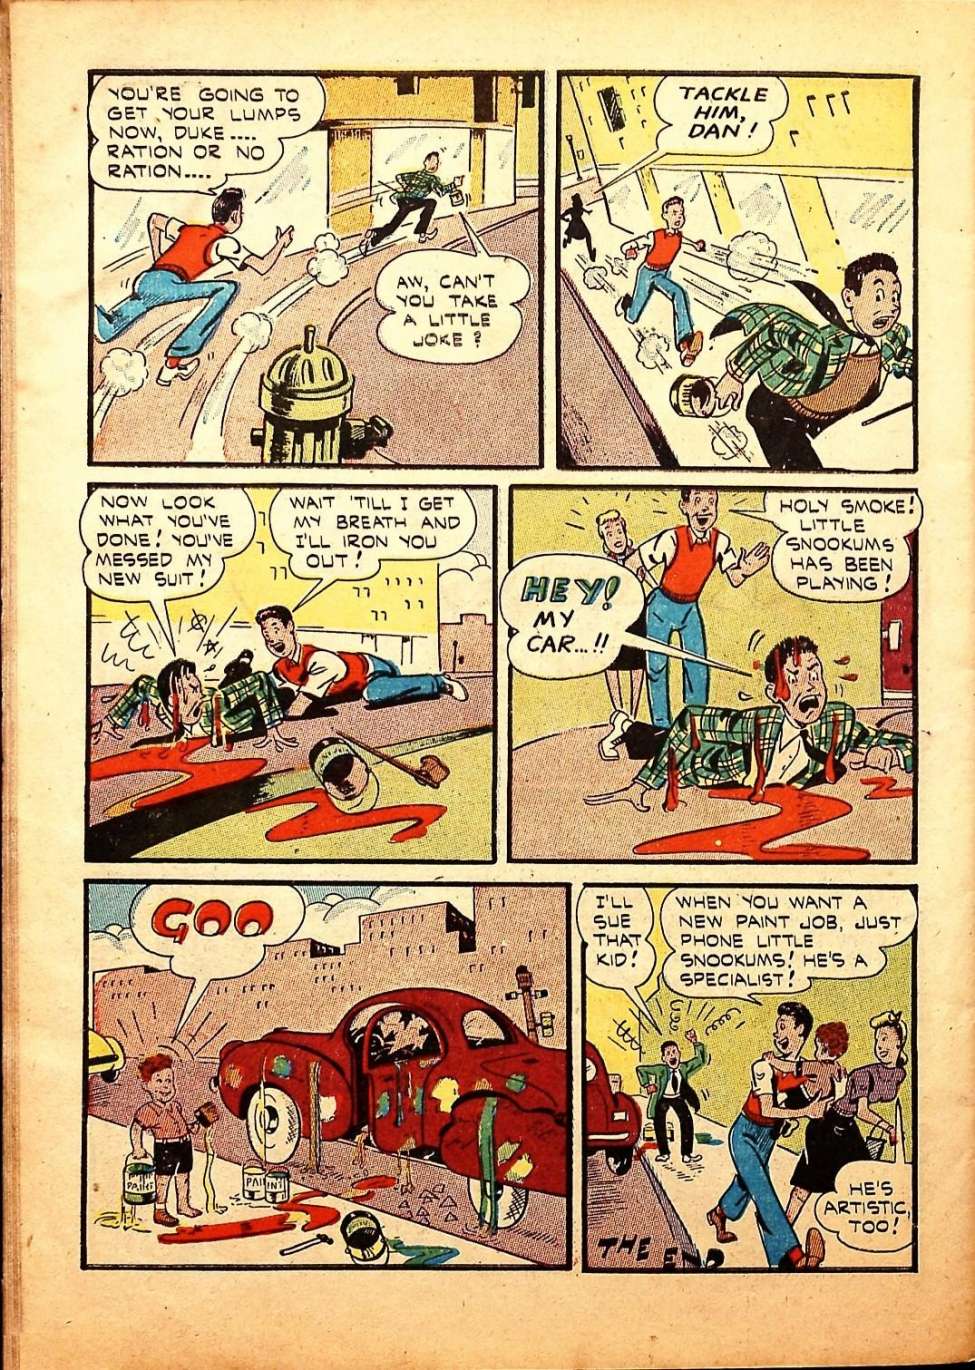 YOU'RE GOING TO
GET YOUR LUMPS
NOW, DUKE....
RATION OR NO
RATION....
AW, CAN'T
YOU TAKE
A LITTLE
JOKE?
TACKLE
HIM,
DAN!
NOW LOOK
WHAT YOU'VE
DONE! YOU'VE
MESSED MY
NEW SUIT!
WAIT 'TILL I GET
MY BREATH AND
I'LL IRON YOU
OUT!
HOLY SMOKE!
LITTLE
SNOOKUMS
HAS BEEN
PLAYING!
HEY!
MY
CAR...!!
GOO
PAINT
PAINT
PAINT
I'LL
SUE
THAT
KID!
WHEN YOU WANT A
NEW PAINT JOB, JUST
PHONE LITTLE
SNOOKUMS! HE'S A
SPECIALIST!
HE'S
ARTISTIC,
TOO!
THE END